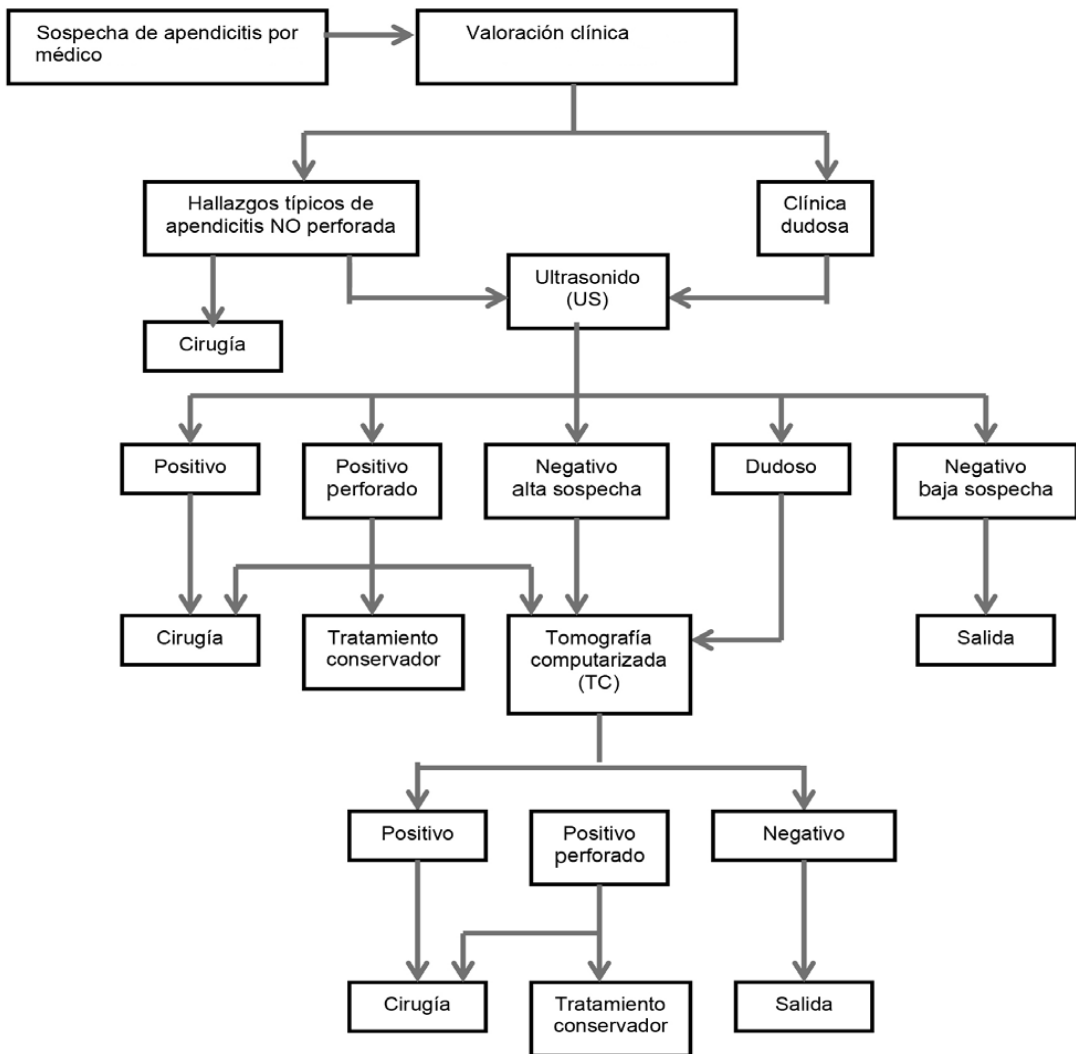 Sospecha de apendicitis por
médico
Valoración clínica
Hallazgos típicos de
apendicitis NO perforada
Clínica
dudosa
Ultrasonido
(US)
Cirugía
Positivo
Positivo
perforado
Negativo
alta sospecha
Dudoso
Negativo
baja sospecha
Cirugía
Tratamiento
conservador
Tomografía
computarizada
(TC)
Salida
Positivo
Positivo
perforado
Negativo
Cirugía
Tratamiento
conservador
Salida